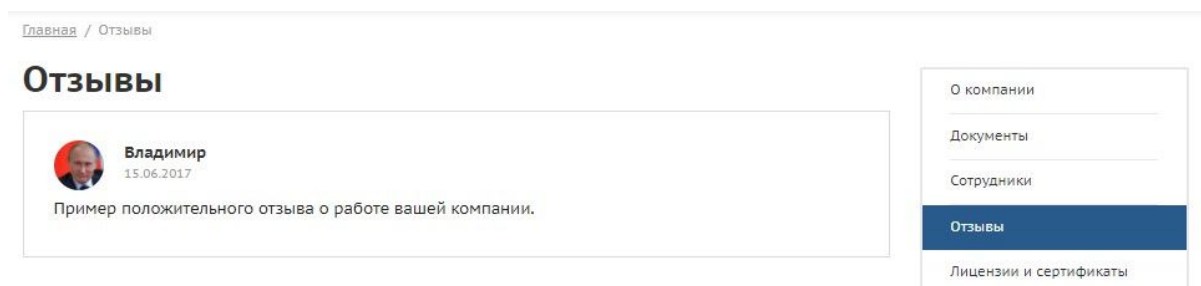 Главная / Отзывы
Отзывы
Владимир
15.06.2017
Пример положительного отзыва о работе вашей компании.
О компании
Документы
Сотрудники
Отзывы
Лицензии и сертификаты